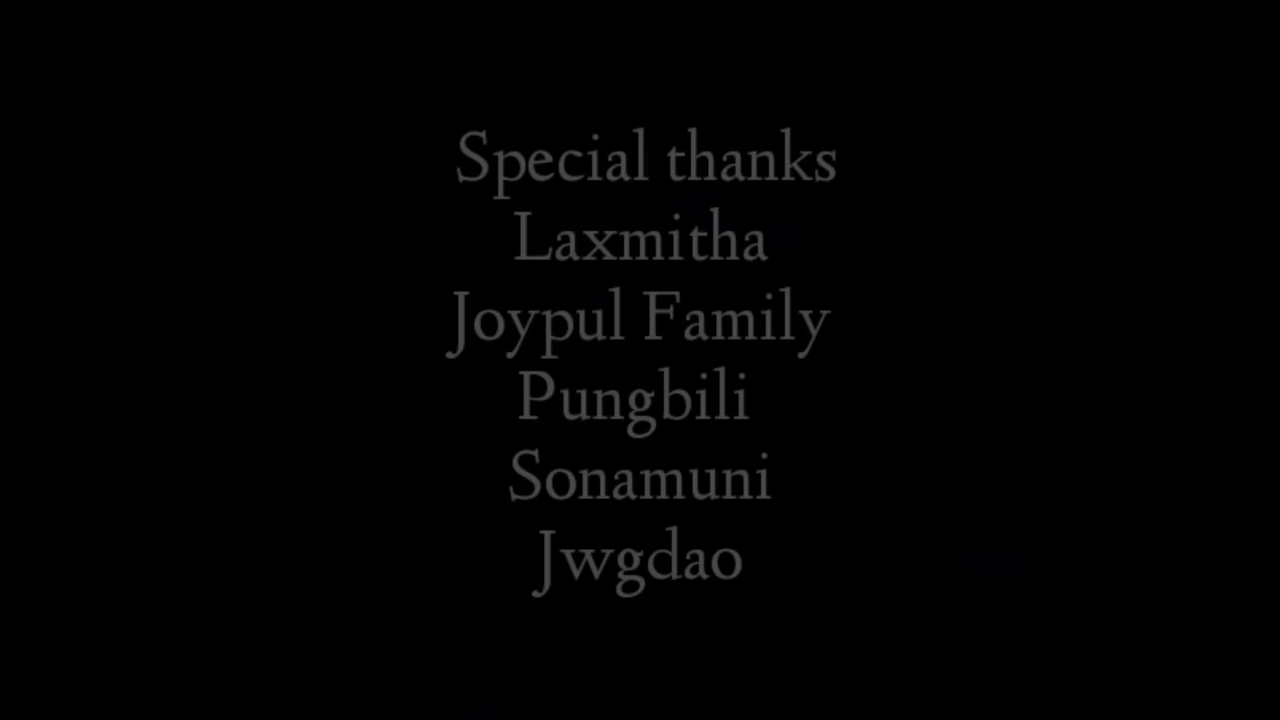 Special thanks
Laxmitha
Joypul Family
Pungbili
Sonamuni
Jwgdao